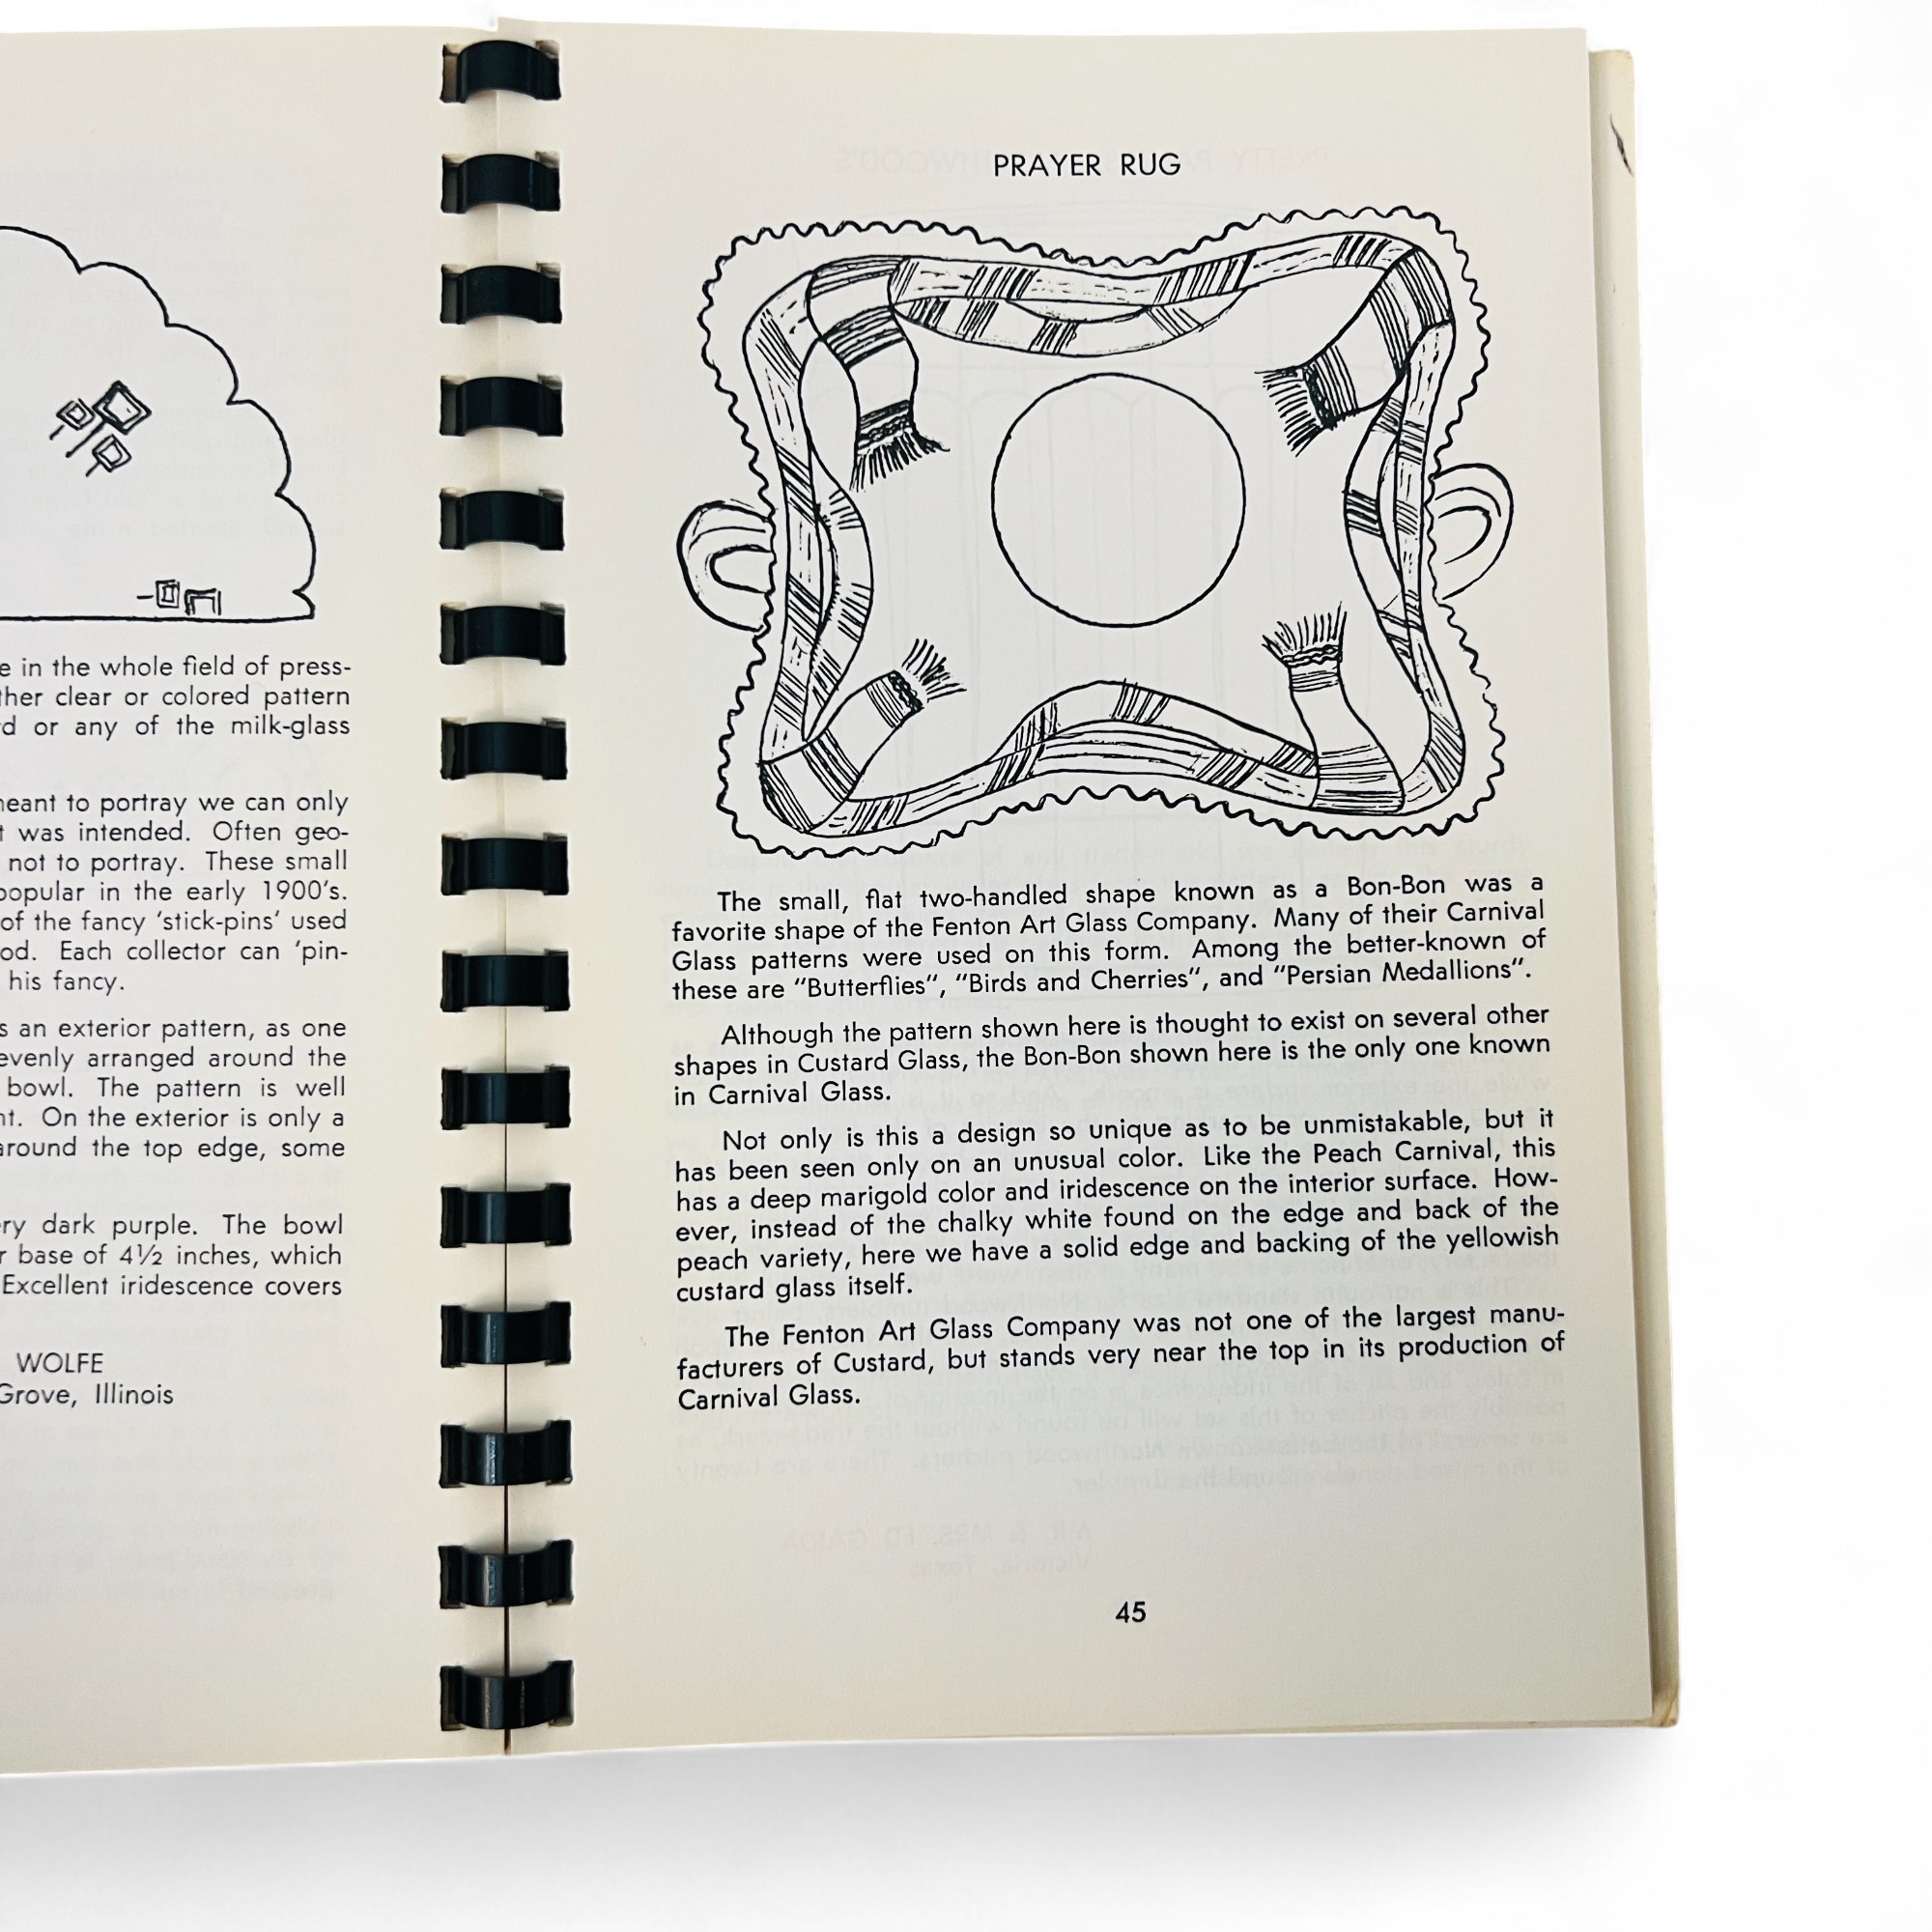 e in the whole field of press-
ther clear or colored pattern
d or any of the milk-glass
neant to portray we can only
t was intended. Often geo-
not to portray. These small
popular in the early 1900's.
of the fancy 'stick-pins' used
od. Each collector can 'pin-
his fancy.
s an exterior pattern, as one
evenly arranged around the
bowl. The pattern is well
nt. On the exterior is only a
around the top edge, some
ery dark purple. The bowl
r base of 4½ inches, which
Excellent iridescence covers
WOLFE
Grove, Illinois
PRAYER RUG
The small, flat two-handled shape known as a Bon-Bon was a
favorite shape of the Fenton Art Glass Company. Many of their Carnival
Glass patterns were used on this form. Among the better-known of
these are "Butterflies", "Birds and Cherries", and "Persian Medallions".
Although the pattern shown here is thought to exist on several other
shapes in Custard Glass, the Bon-Bon shown here is the only one known
in Carnival Glass.
Not only is this a design so unique as to be unmistakable, but it
has been seen only on an unusual color. Like the Peach Carnival, this
has a deep marigold color and iridescence on the interior surface. How-
ever, instead of the chalky white found on the edge and back of the
peach variety, here we have a solid edge and backing of the yellowish
custard glass itself.
The Fenton Art Glass Company was not one of the largest manu-
facturers of Custard, but stands very near the top in its production of
Carnival Glass.
45